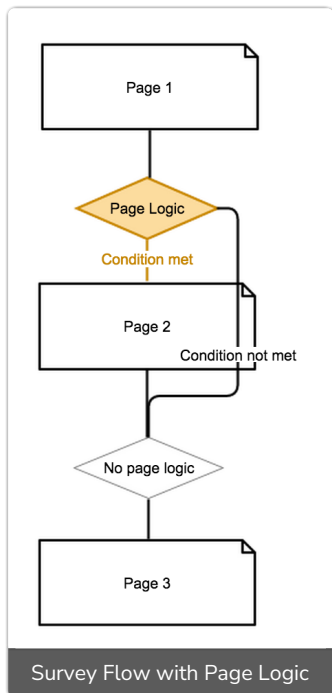 Page 1
Page Logic
Condition met
Page 2
Condition not met
No page logic
Page 3
Survey Flow with Page Logic